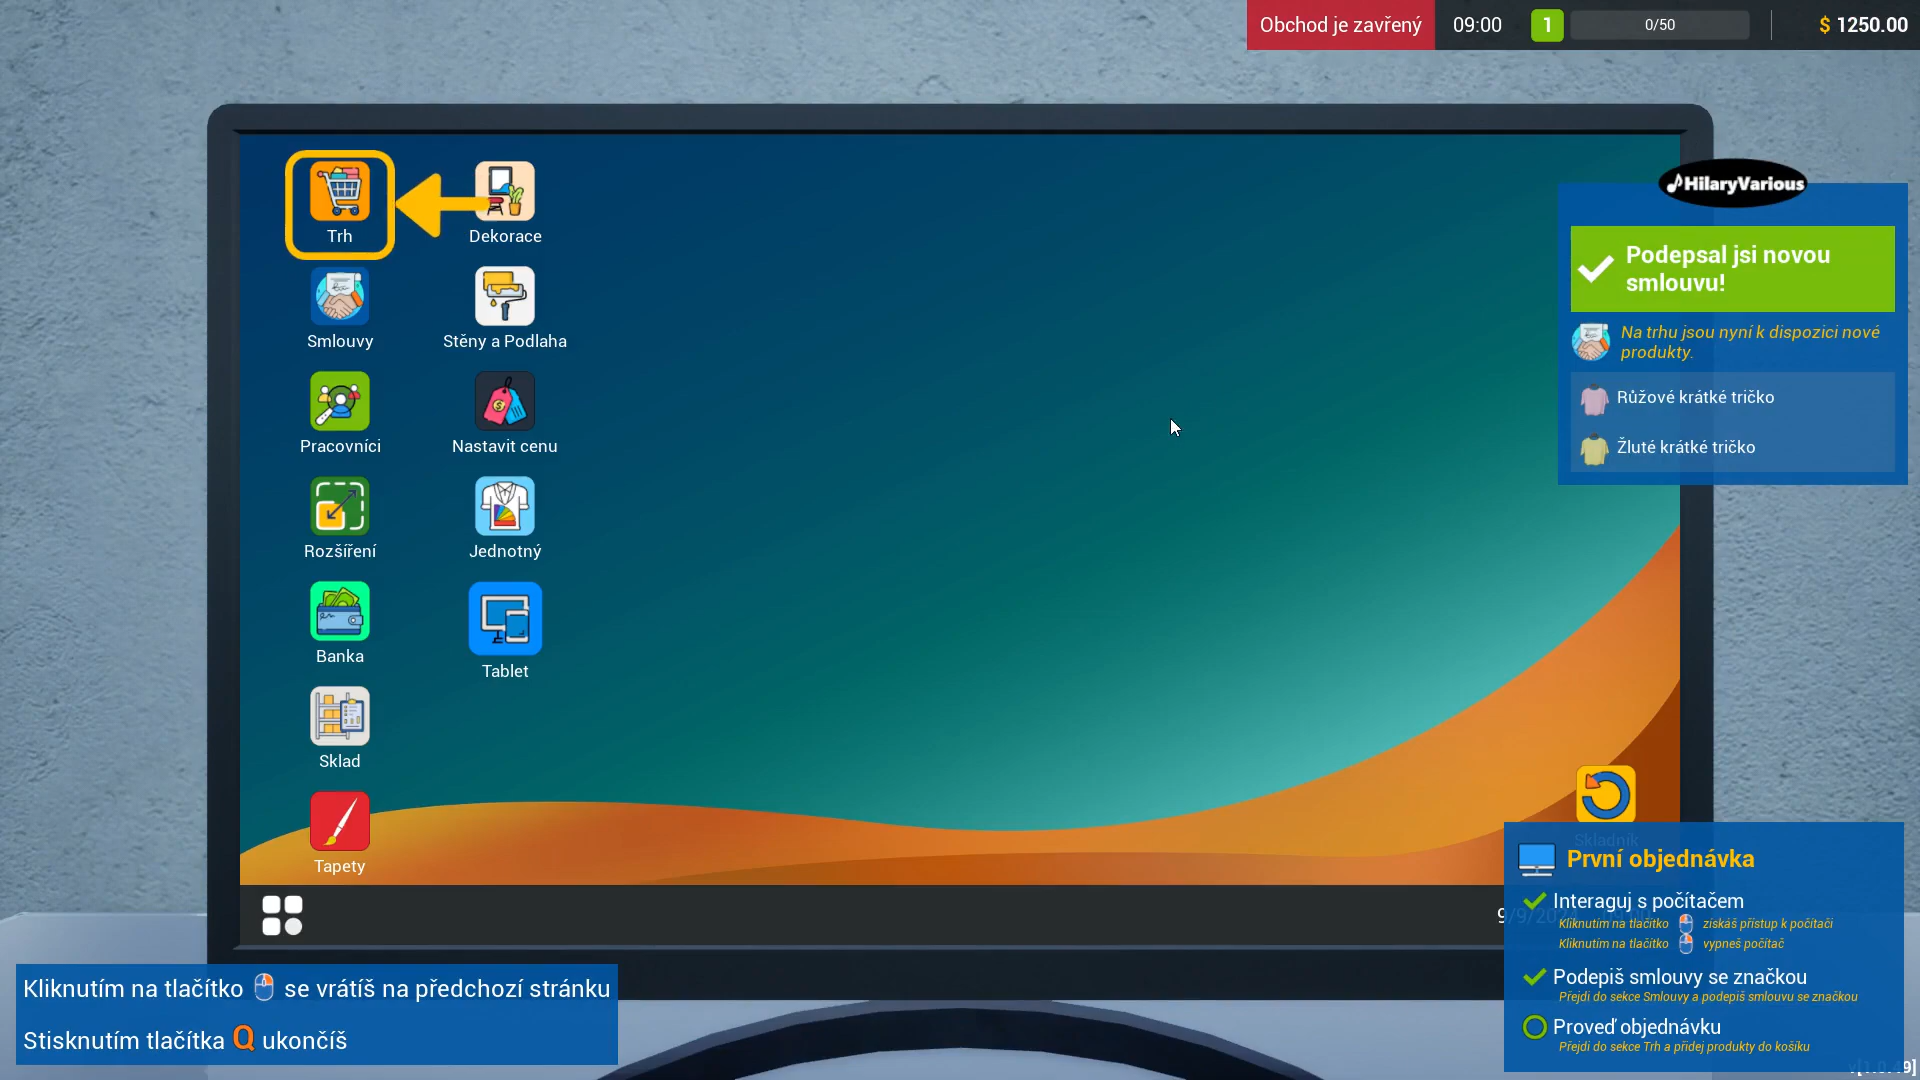 Obchod je zavřený
09:00
1
0/50
$ 1250.00
Trh
Dekorace
Smlouvy
Stěny a Podlaha
Pracovníci
Nastavit cenu
Rozšíření
Jednotný
Banka
Tablet
Sklad
Tapety
HilaryVarious
Podepsal jsi novou
smlouvu!
Na trhu jsou nyní k dispozici nové
produkty.
Růžové krátké tričko
Žluté krátké tričko
Skladník
První objednávka
Interaguj s počítačem
Kliknutím na tlačítko získáš přístup k počítači
Kliknutím na tlačítko vypneš počítač
Podepiš smlouvy se značkou
Přejdi do sekce Smlouvy a podepiš smlouvu se značkou
Proveď objednávku
Přejdi do sekce Trh a přidej produkty do košíku
Kliknutím na tlačítko se vrátíš na předchozí stránku
Stisknutím tlačítka Q ukončíš